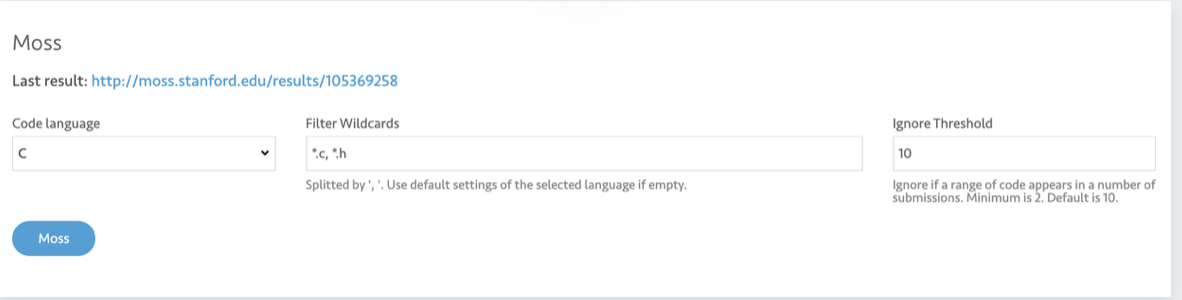 Moss
Last result: http://moss.stanford.edu/results/105369258
Code language
Filter Wildcards
Ignore Threshold
C
*.c, *.h
10
Splitted by ', '. Use default settings of the selected language if empty.
Ignore if a range of code appears in a number of
submissions. Minimum is 2. Default is 10.
Moss